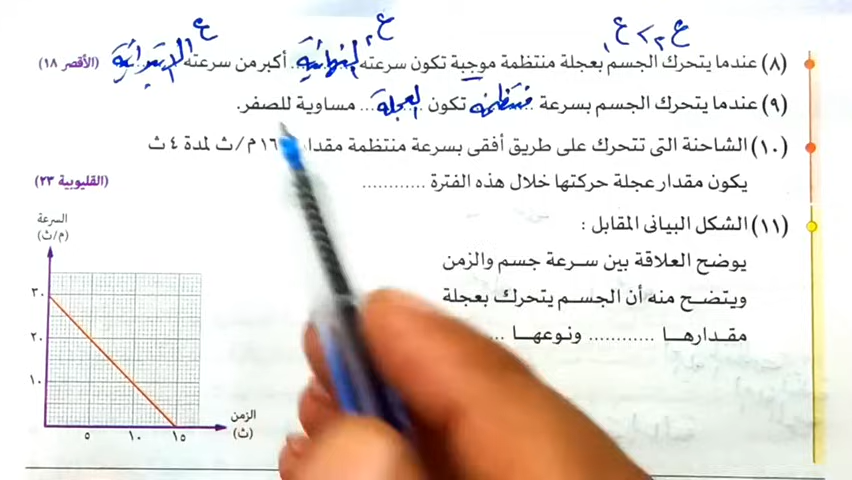 ع٢ > ع١
ع٢
ع١
(٨) عندما يتحرك الجسم بعجلة منتظمة موجبة تكون سرعته النهائية أكبر من سرعته الابتدائية (الأقصر ١٨)
(٩) عندما يتحرك الجسم بسرعة منتظمة تكون العجلة مساوية للصفر.
(١٠) الشاحنة التى تتحرك على طريق أفقى بسرعة منتظمة ١٦ م/ث لمدة ٤ ث
يكون مقدار عجلة حركتها خلال هذه الفترة ............ (القليوبية ٢٣)
(١١) الشكل البيانى المقابل :
يوضح العلاقة بين سرعة جسم والزمن
ويتضح منه أن الجسم يتحرك بعجلة
مقدارها ............ ونوعها ...
السرعة
(م/ث)
٣٠
٢٠
١٠
٥ ١٠ ١٥
الزمن
(ث)